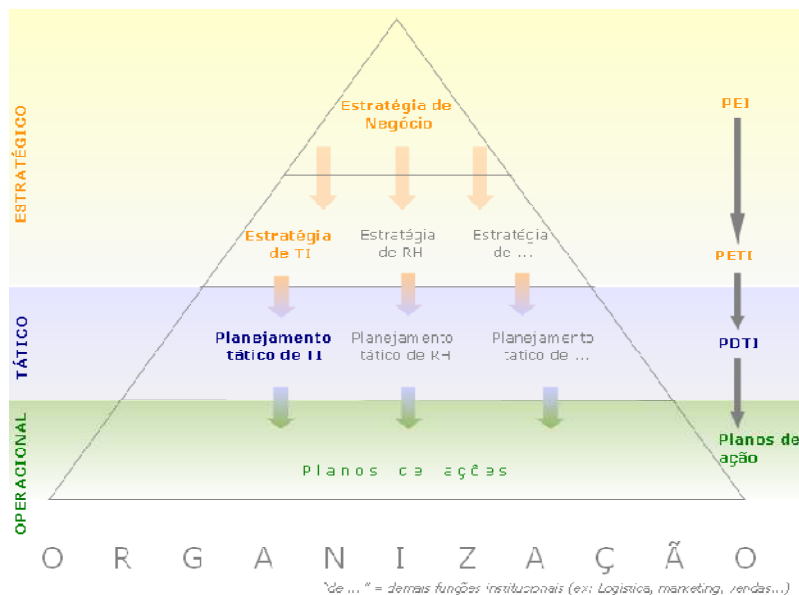 ESTRATÉGICO
Estratégia de
Negócio
PEI
Estratégia
de TI
Estratégia
de RH
Estratégia
de ...
PETI
TÁTICO
Planejamento
tático de TI
Planejamento
tático de RH
Planejamento
tático de ...
PDTI
OPERACIONAL
Planos de ações
Planos de
ação
O R G A N I Z A Ç Ã O
"de ..." = demais funções institucionais (ex: Logística, marketing, vendas...)